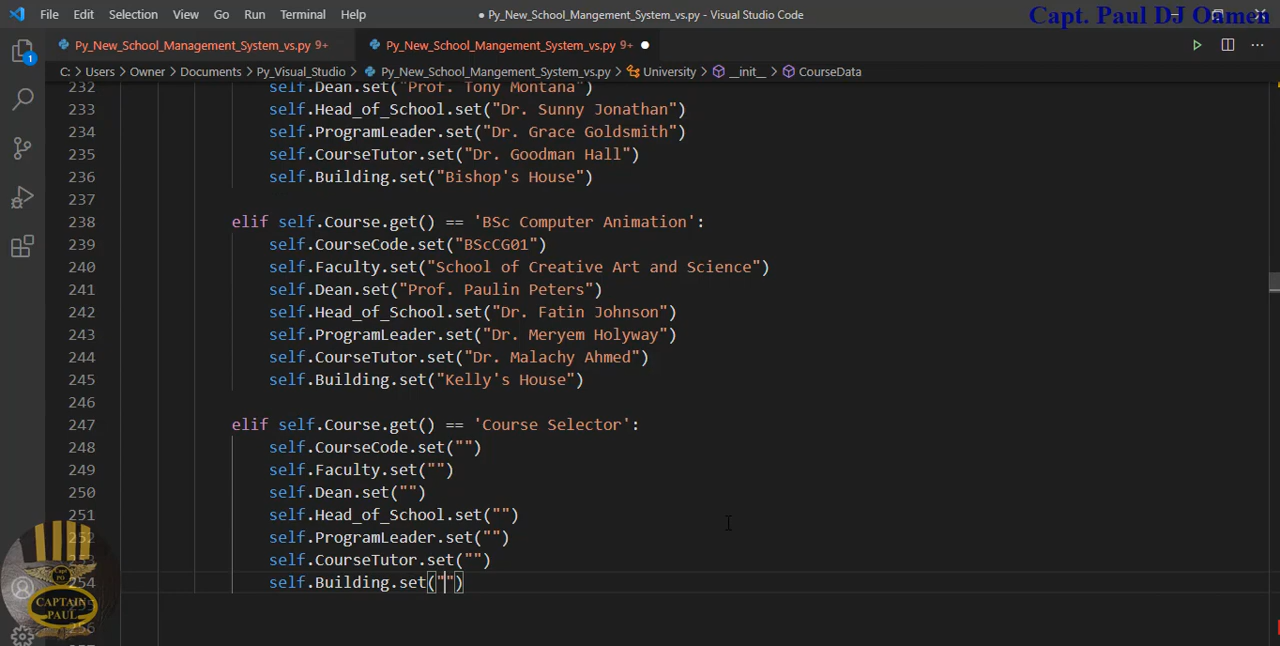 File Edit Selection View Go Run Terminal Help ● Py_New_School_Mangement_System_vs.py - Visual Studio Code
Capt. Paul DJ Oamen
1 Py_New_School_Mangement_System_vs.py 9+ Py_New_School_Mangement_System_vs.py 9+ ●
C: > Users > Owner > Documents > Py_Visual_Studio > Py_New_School_Mengement_System_vs.py > University > __init__ > CourseData
232 self.Dean.set("Prof. Tony Montana")
233 self.Head_of_School.set("Dr. Sunny Jonathan")
234 self.ProgramLeader.set("Dr. Grace Goldsmith")
235 self.CourseTutor.set("Dr. Goodman Hall")
236 self.Building.set("Bishop's House")
237
238 elif self.Course.get() == 'BSc Computer Animation':
239 self.CourseCode.set("BScCG01")
240 self.Faculty.set("School of Creative Art and Science")
241 self.Dean.set("Prof. Paulin Peters")
242 self.Head_of_School.set("Dr. Fatin Johnson")
243 self.ProgramLeader.set("Dr. Meryem Holyway")
244 self.CourseTutor.set("Dr. Malachy Ahmed")
245 self.Building.set("Kelly's House")
246
247 elif self.Course.get() == 'Course Selector':
248 self.CourseCode.set("")
249 self.Faculty.set("")
250 self.Dean.set("")
251 self.Head_of_School.set("")
252 self.ProgramLeader.set("")
253 self.CourseTutor.set("")
254 self.Building.set("")
CAPTAIN
PAUL